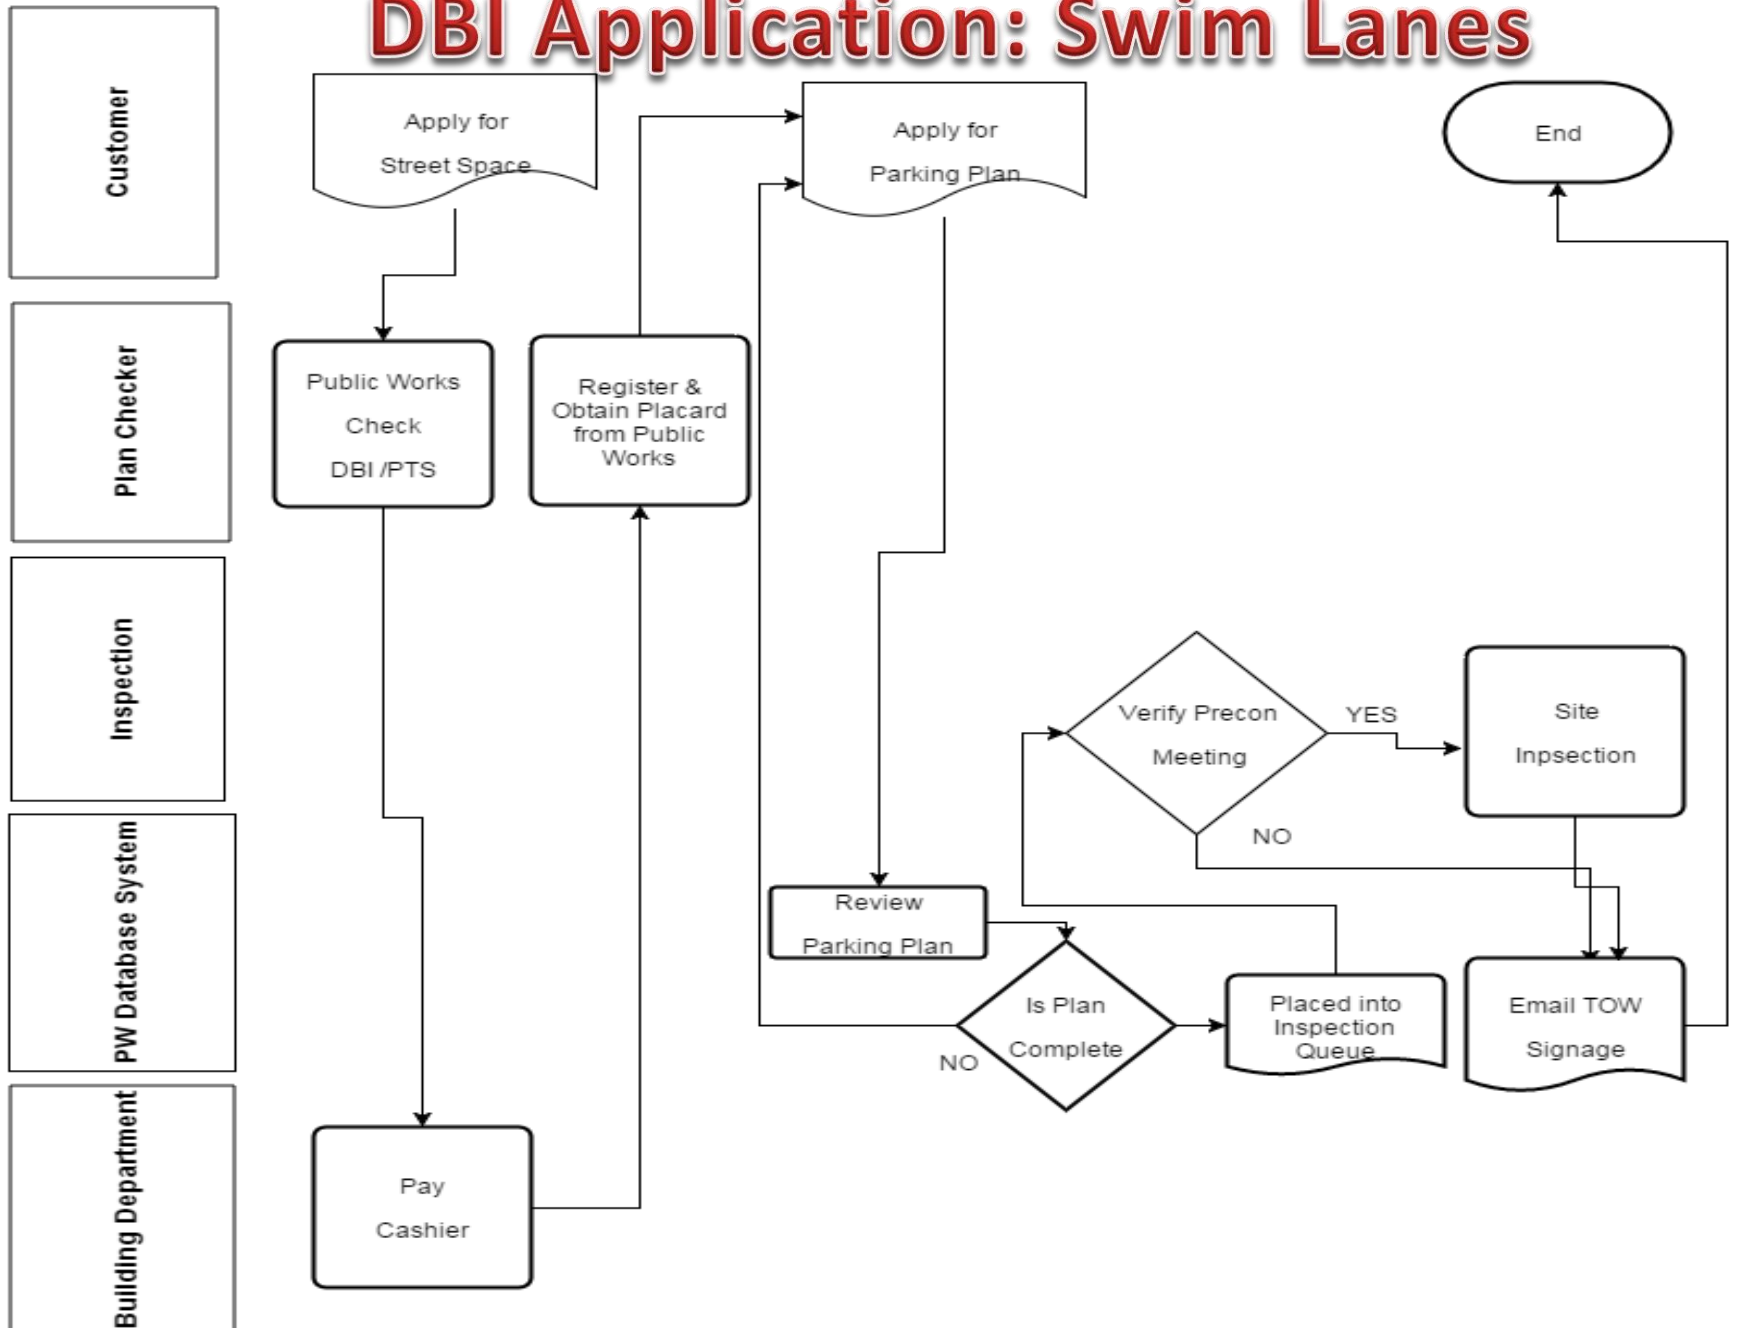 DBI Application: Swim Lanes
Customer
Apply for
Street Space
Apply for
Parking Plan
End
Plan Checker
Public Works
Check
DBI /PTS
Register &
Obtain Placard
from Public
Works
Inspection
Verify Precon
Meeting
YES
NO
Site
Inpsection
PW Database System
Review
Parking Plan
Is Plan
Complete
NO
Placed into
Inspection
Queue
Email TOW
Signage
Building Department
Pay
Cashier